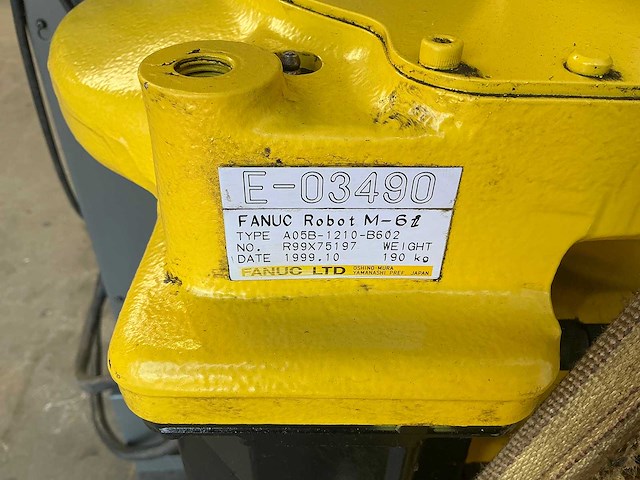 E-03490
FANUC Robot M-6i
TYPE A05B-1210-B602
NO. R99X75197 WEIGHT
DATE 1999.10 190 kg
FANUC LTD OSHINO-MURA
YAMANASHI PREF. JAPAN